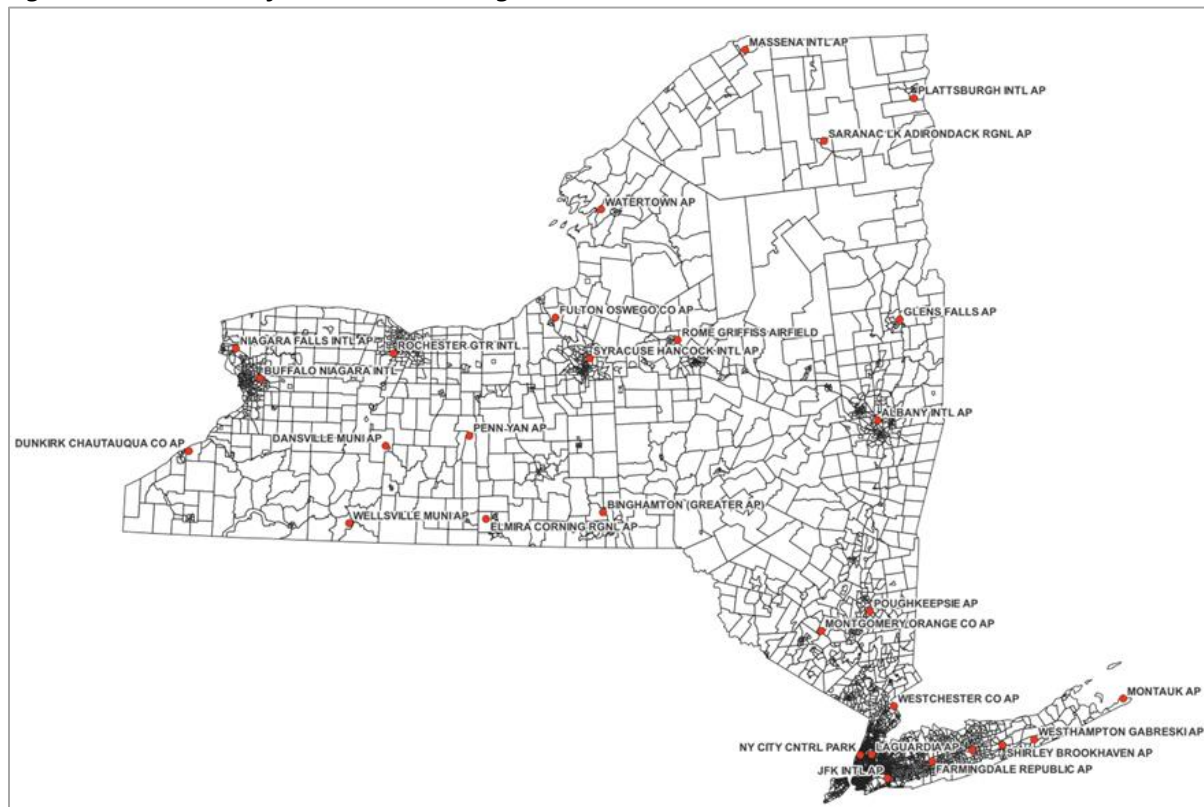 MASSENA INTL AP
PLATTSBURGH INTL AP
SARANAC LK ADIRONDACK RGNL AP
WATERTOWN AP
FULTON OSWEGO CO AP
GLENS FALLS AP
ROME GRIFFISS AIRFIELD
NIAGARA FALLS INTL AP
ROCHESTER GTR INTL
SYRACUSE HANCOCK INTL AP
BUFFALO NIAGARA INTL
ALBANY INTL AP
PENN YAN AP
DUNKIRK CHAUTAUQUA CO AP
DANSVILLE MUNI AP
BINGHAMTON (GREATER AP)
WELLSVILLE MUNI AP
ELMIRA CORNING RGNL AP
POUGHKEEPSIE AP
MONTGOMERY ORANGE CO AP
MONTAUK AP
WESTCHESTER CO AP
WESTHAMPTON GABRESKI AP
NY CITY CNTRL PARK
LAGUARDIA AP
SHIRLEY BROOKHAVEN AP
JFK INTL AP
FARMINGDALE REPUBLIC AP